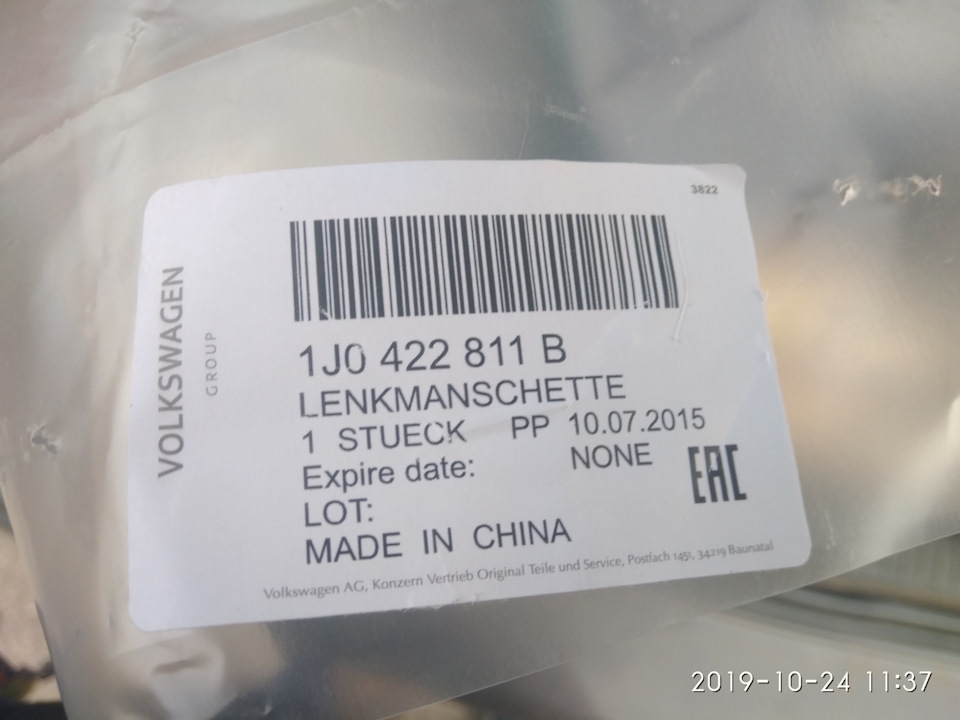 3822
VOLKSWAGEN
GROUP
1J0 422 811 B
LENKMANSCHETTE
1 STUECK PP 10.07.2015
Expire date: NONE
LOT:
EAC
MADE IN CHINA
Volkswagen AG, Konzern Vertrieb Original Teile und Service, Postfach 1451, 34219 Baunatal
2019-10-24 11:37